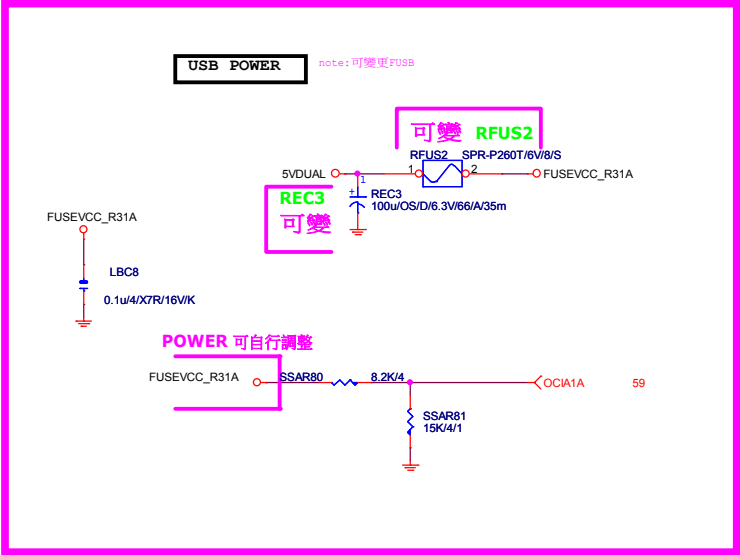 USB POWER
note:可變更FUSB
可變 RFUS2
RFUS2 SPR-P260T/6V/8/S
5VDUAL 1 2 FUSEVCC_R31A
1
+
REC3
100u/OS/D/6.3V/66/A/35m
REC3
可變
FUSEVCC_R31A
LBC8
0.1u/4/X7R/16V/K
POWER 可自行調整
FUSEVCC_R31A SSAR80 8.2K/4 OCIA1A 59
SSAR81
15K/4/1